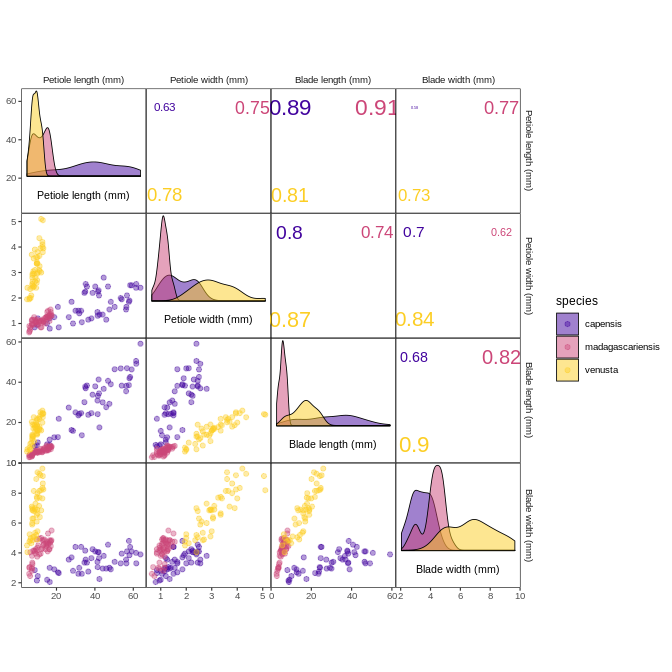 Petiole length (mm) Petiole width (mm) Blade length (mm) Blade width (mm)
60 0.63 0.75 0.89 0.91 0.77
40
20 Petiole length (mm) 0.78 0.81 0.73
Petiole length (mm)
5
4 0.8 0.74 0.7 0.62
3
2
1 Petiole width (mm) 0.87 0.84
Petiole width (mm)
species
capensis
madagascariensis
venusta
60
40 0.68 0.82
20 Blade length (mm) 0.9
0
Blade length (mm)
10
8
6
4
2 Blade width (mm)
Blade width (mm)
20 40 60 1 2 3 4 5 0 20 40 60 2 4 6 8 10